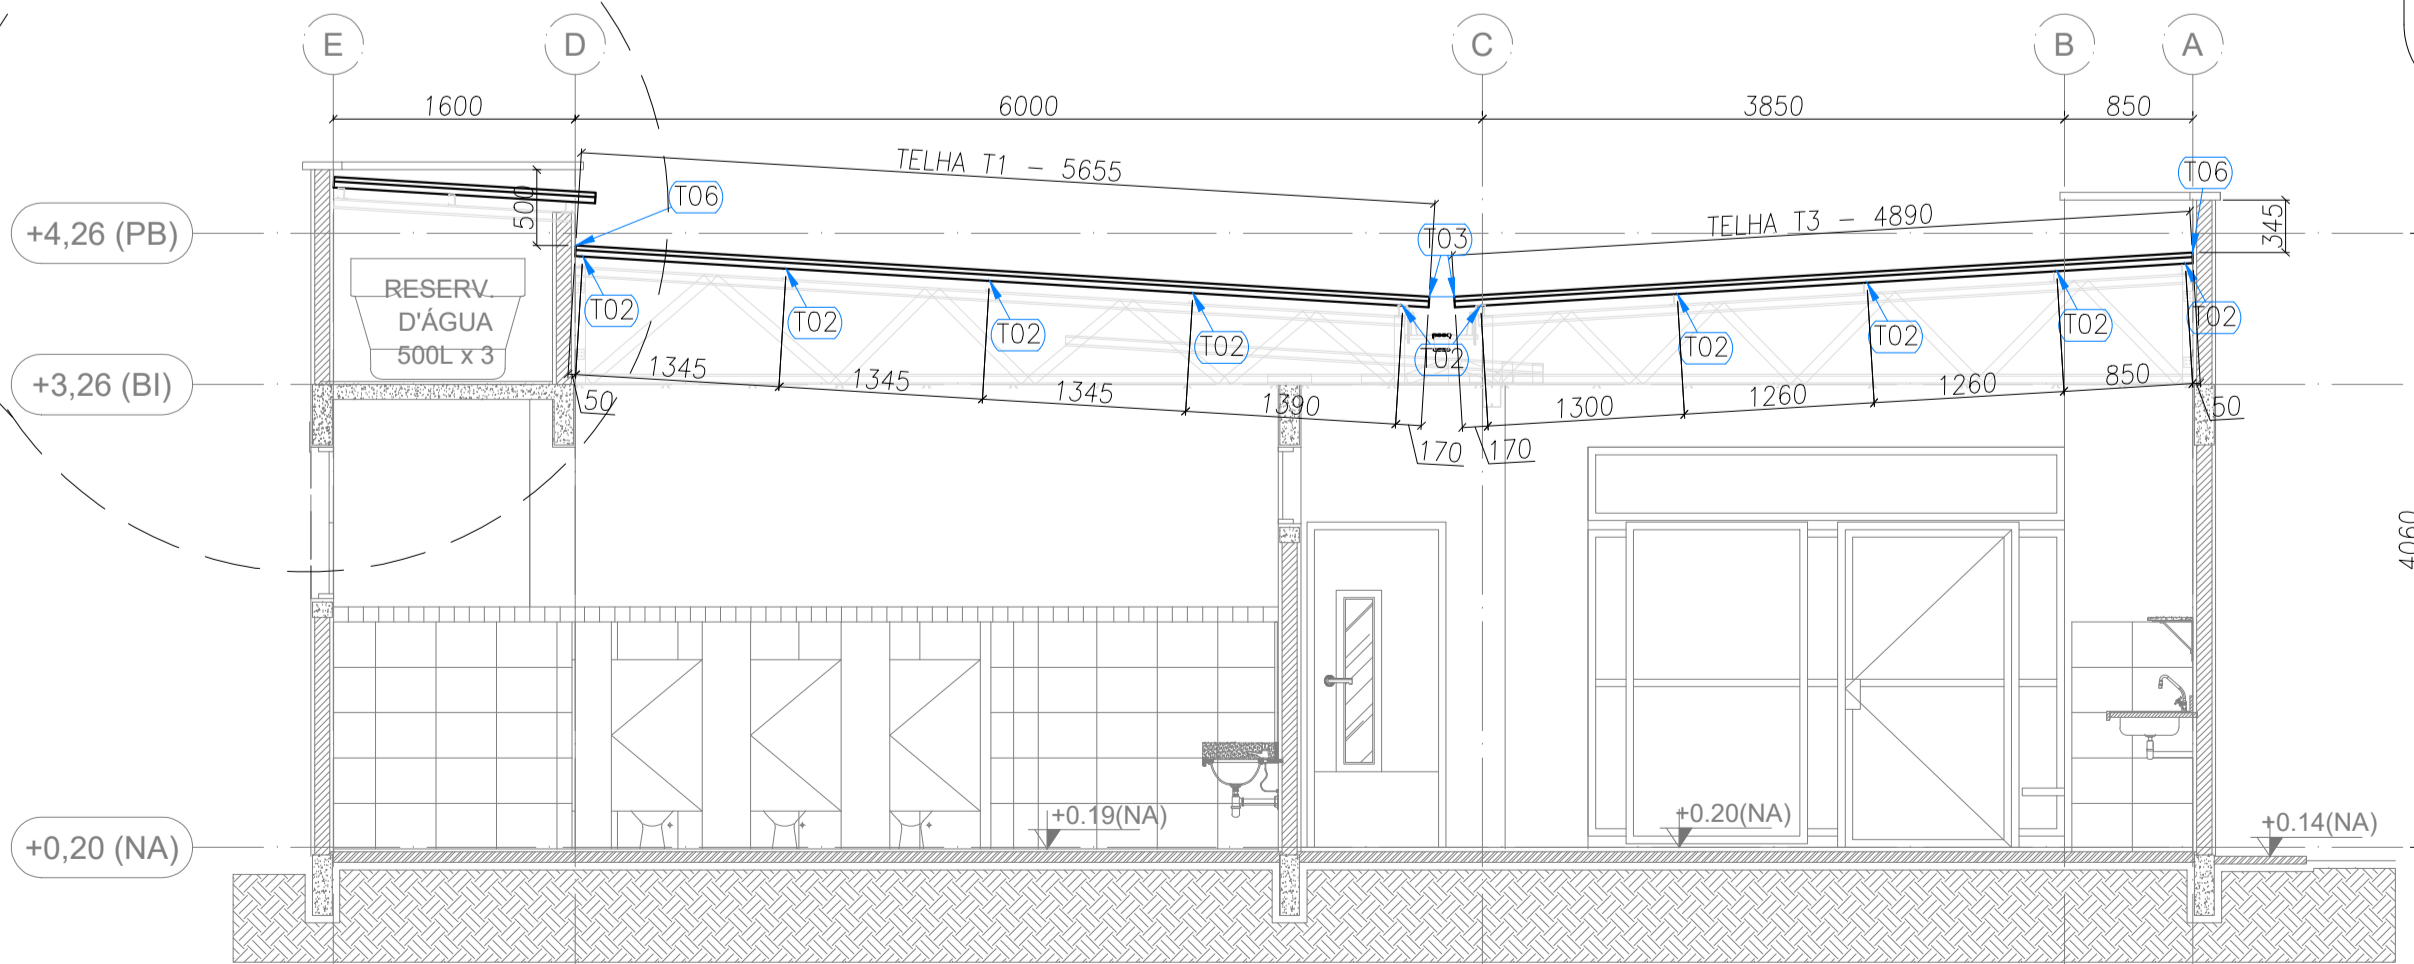 E
D
C
B
A
1600
6000
3850
850
TELHA T1 - 5655
TELHA T3 - 4890
T06
T06
500
345
+4,26 (PB)
T03
RESERV.
D'ÁGUA
500L x 3
T02
T02
T02
T02
T02
T02
T02
T02
T02
+3,26 (BI)
1345
1345
1345
1390
1300
1260
1260
850
50
50
170
170
4060
+0.19(NA)
+0.20(NA)
+0.14(NA)
+0,20 (NA)